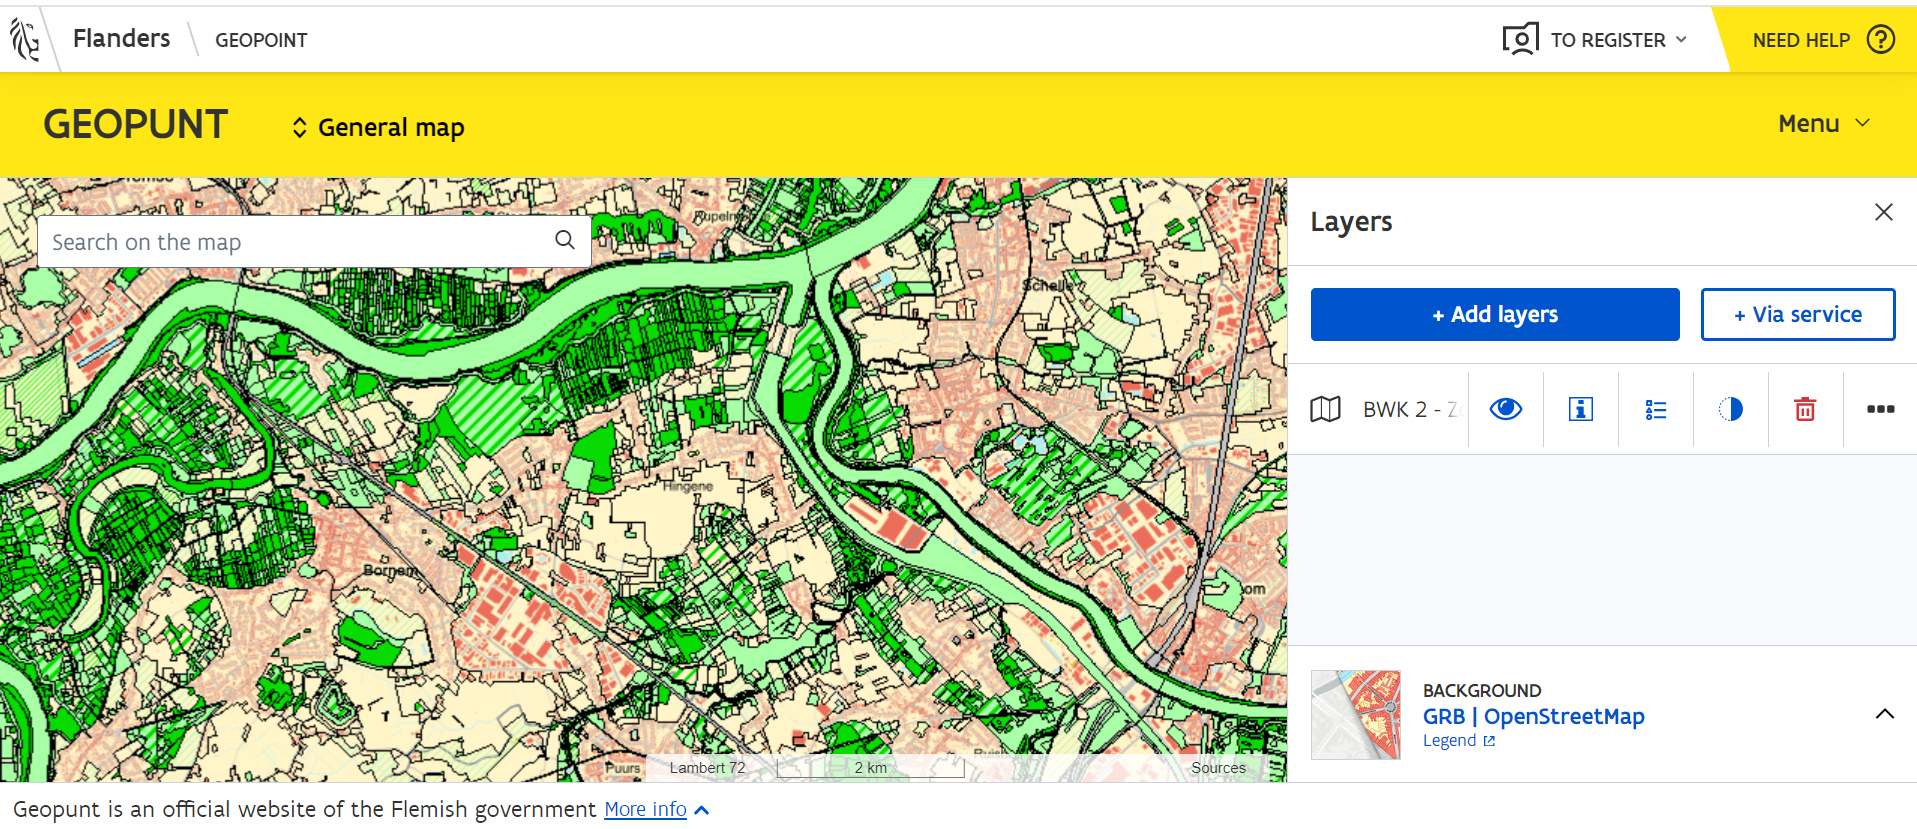 Flanders
GEOPOINT
TO REGISTER
NEED HELP
GEOPUNT
General map
Menu
Search on the map
Schelle
Hingene
Bornem
Puurs
Lambert 72
2 km
Sources
Layers
+ Add layers
+ Via service
BWK 2 -
BACKGROUND
GRB | OpenStreetMap
Legend
Geopunt is an official website of the Flemish government More info